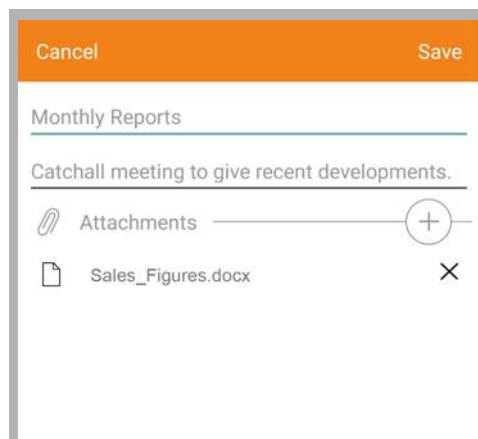 Cancel Save
Monthly Reports
Catchall meeting to give recent developments.
Attachments
Sales_Figures.docx